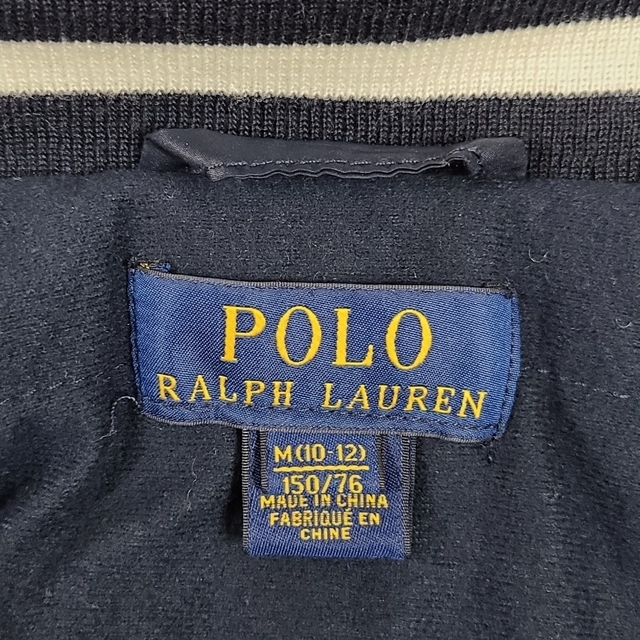 POLO
RALPH LAUREN
M(10-12)
150/76
MADE IN CHINA
FABRIQUÉ EN
CHINE